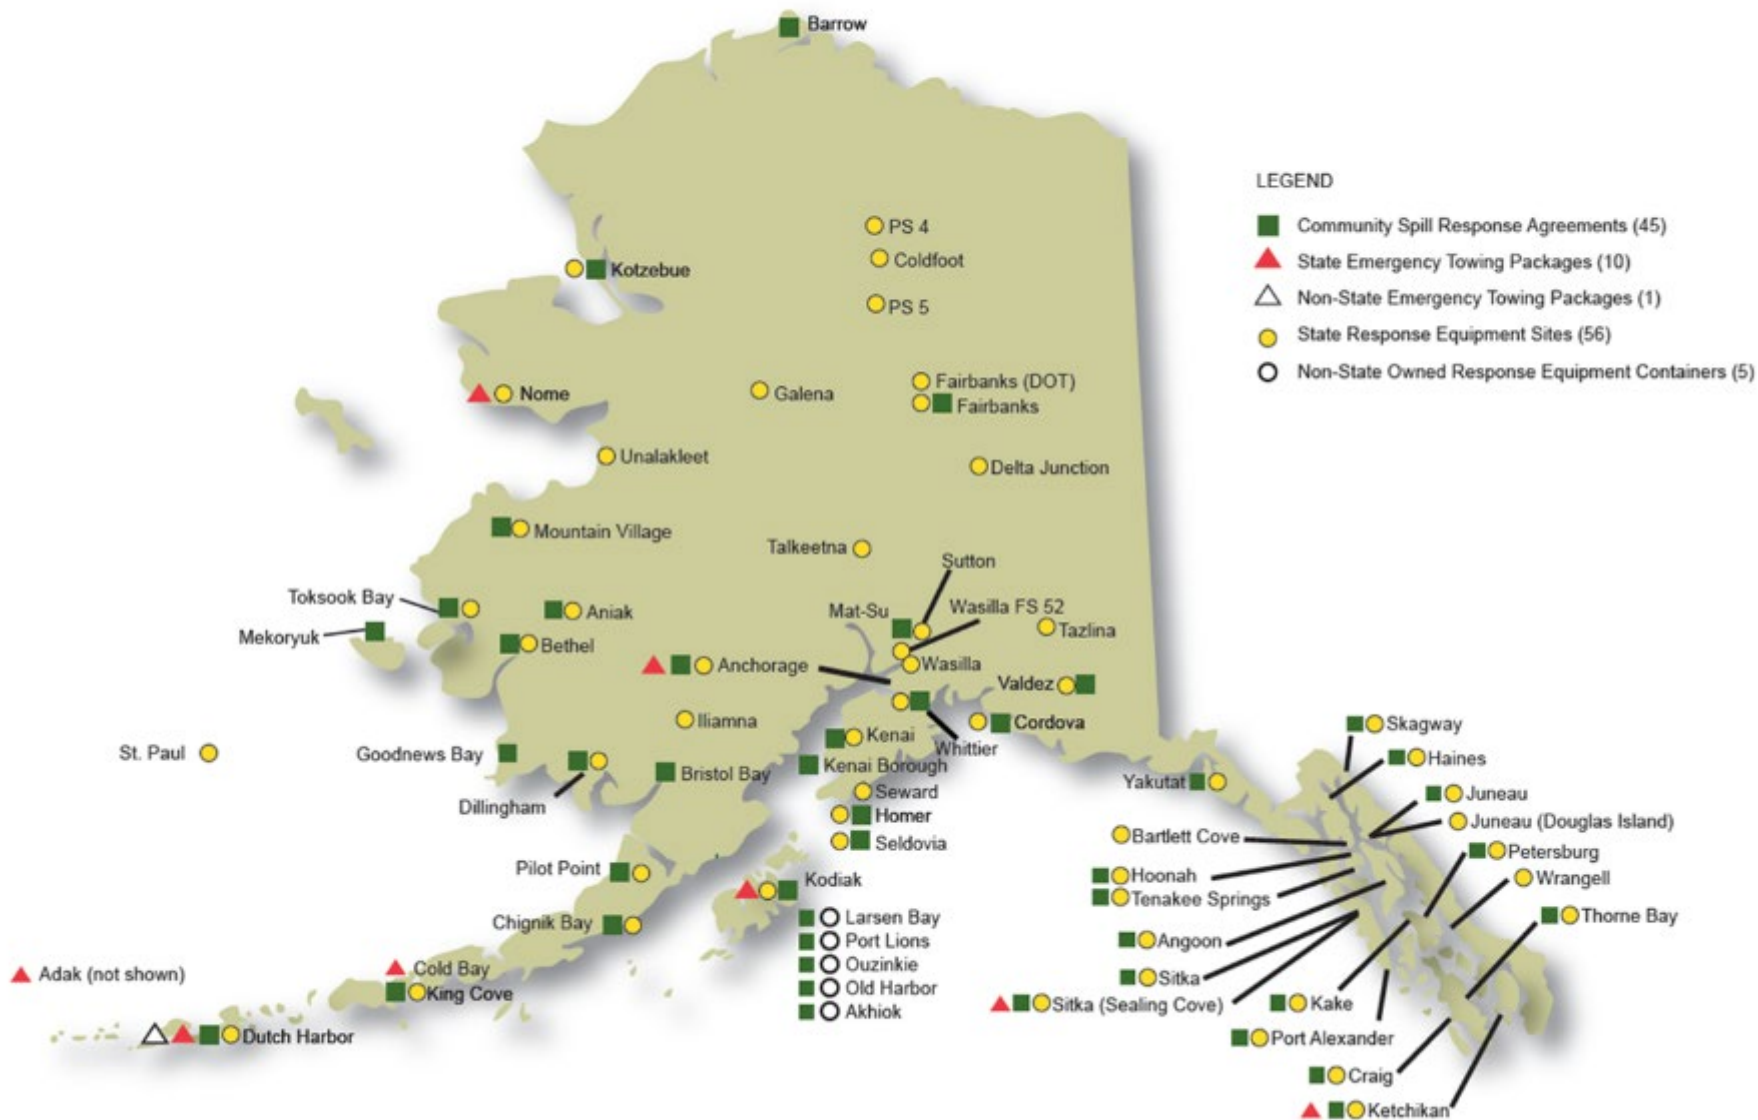 Barrow
LEGEND
Community Spill Response Agreements (45)
State Emergency Towing Packages (10)
Non-State Emergency Towing Packages (1)
State Response Equipment Sites (56)
Non-State Owned Response Equipment Containers (5)
PS 4
Coldfoot
Kotzebue
PS 5
Fairbanks (DOT)
Nome
Galena
Fairbanks
Unalakleet
Delta Junction
Mountain Village
Talkeetna
Sutton
Toksook Bay
Aniak
Mat-Su
Wasilla FS 52
Tazlina
Mekoryuk
Bethel
Anchorage
Wasilla
Valdez
Iliamna
Cordova
Skagway
St. Paul
Goodnews Bay
Kenai
Whittier
Haines
Bristol Bay
Kenai Borough
Yakutat
Dillingham
Seward
Juneau
Homer
Juneau (Douglas Island)
Seldovia
Bartlett Cove
Petersburg
Pilot Point
Kodiak
Hoonah
Wrangell
Tenakee Springs
Chignik Bay
Larsen Bay
Thorne Bay
Port Lions
Angoon
Adak (not shown)
Cold Bay
Ouzinkie
Sitka
King Cove
Old Harbor
Sitka (Sealing Cove)
Kake
Akhiok
Dutch Harbor
Port Alexander
Craig
Ketchikan